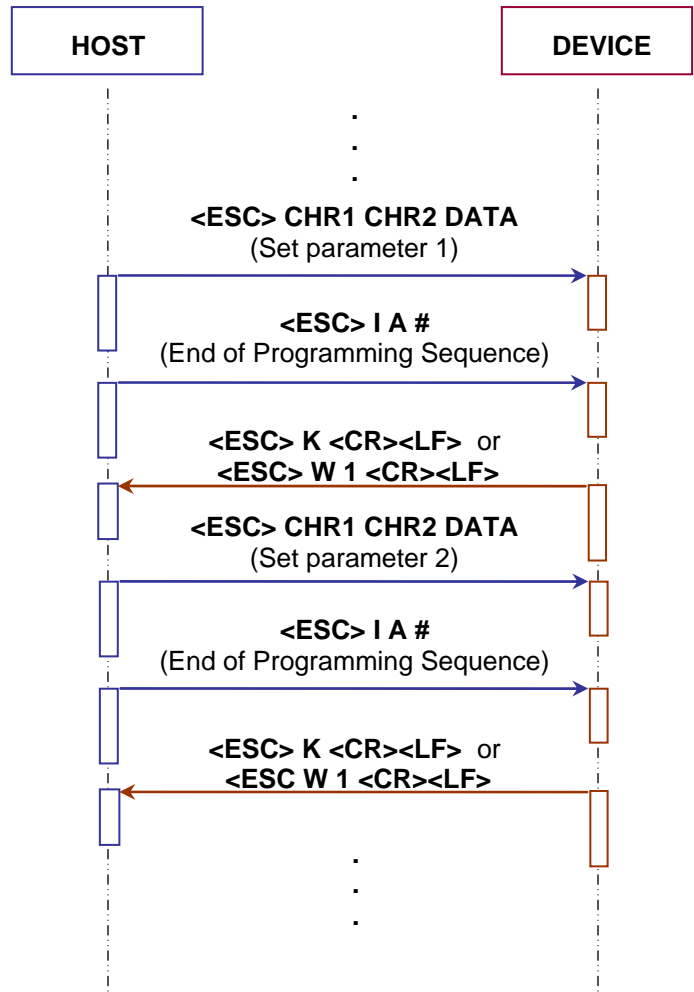 HOST
DEVICE
.
.
.
<ESC> CHR1 CHR2 DATA
(Set parameter 1)
<ESC> I A #
(End of Programming Sequence)
<ESC> K <CR><LF> or
<ESC> W 1 <CR><LF>
<ESC> CHR1 CHR2 DATA
(Set parameter 2)
<ESC> I A #
(End of Programming Sequence)
<ESC> K <CR><LF> or
<ESC W 1 <CR><LF>
.
.
.